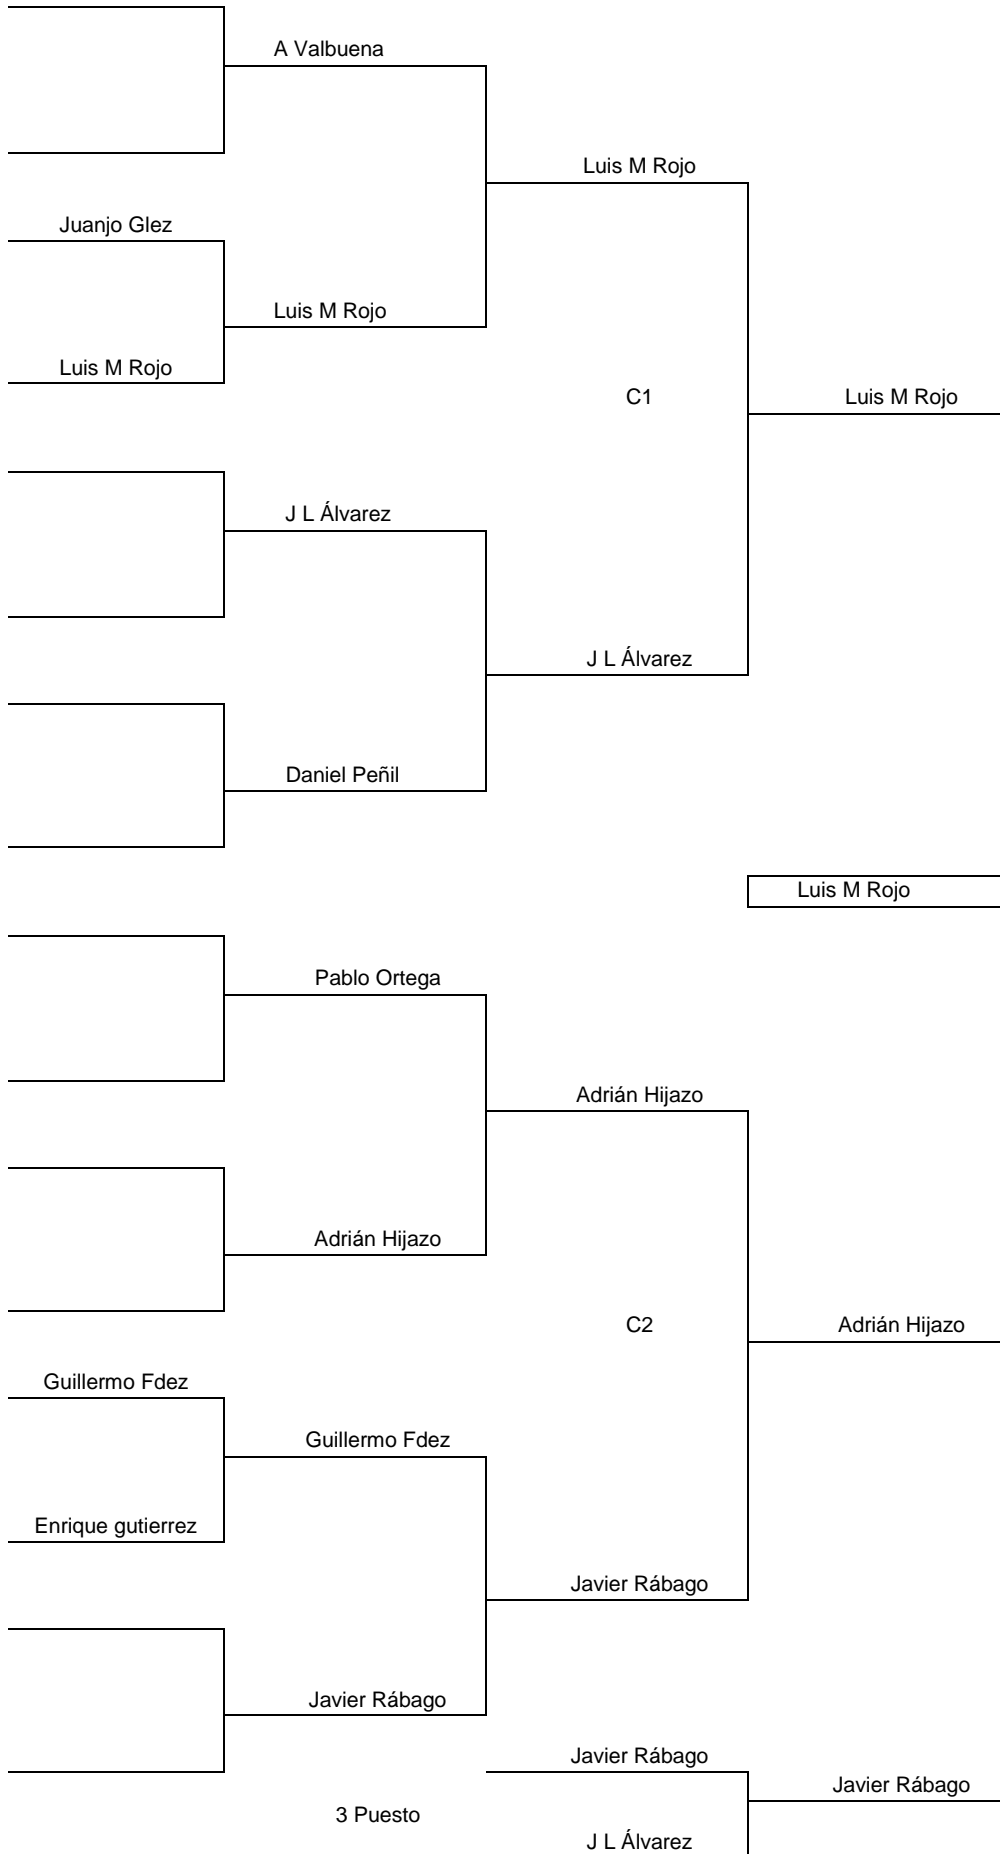 A Valbuena
Luis M Rojo
Juanjo Glez
Luis M Rojo
Luis M Rojo
C1
Luis M Rojo
J L Álvarez
J L Álvarez
Daniel Peñil
Luis M Rojo
Pablo Ortega
Adrián Hijazo
Adrián Hijazo
C2
Adrián Hijazo
Guillermo Fdez
Guillermo Fdez
Enrique gutierrez
Javier Rábago
Javier Rábago
Javier Rábago
Javier Rábago
3 Puesto
J L Álvarez